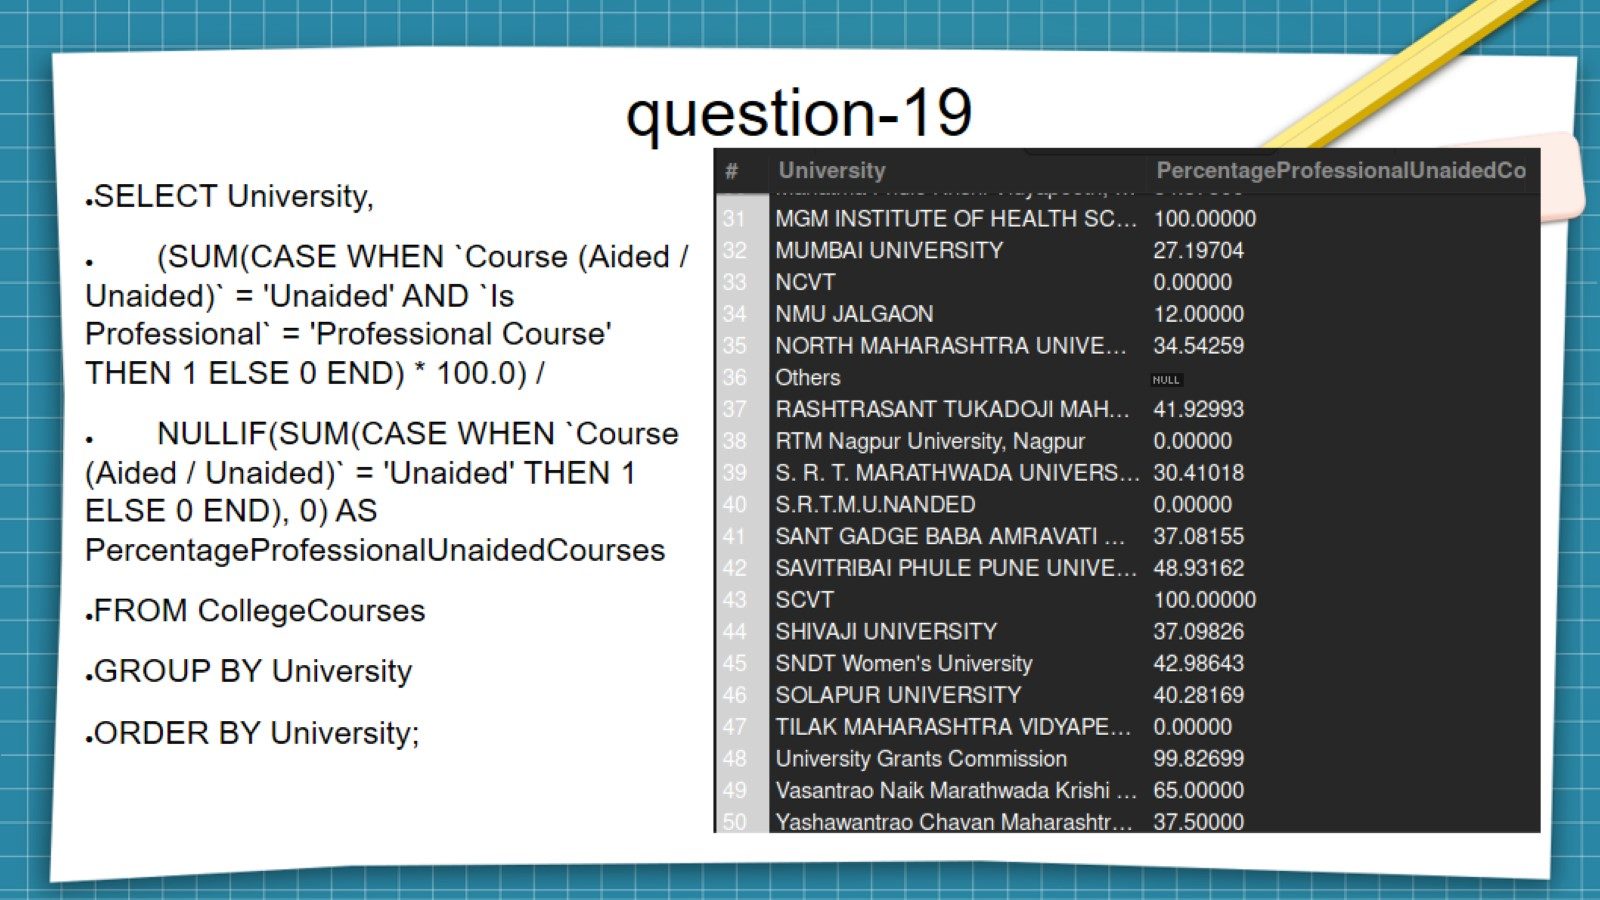 question-19
SELECT University,
(SUM(CASE WHEN `Course (Aided /
Unaided)` = 'Unaided' AND `Is
Professional` = 'Professional Course'
THEN 1 ELSE 0 END) * 100.0) /
NULLIF(SUM(CASE WHEN `Course
(Aided / Unaided)` = 'Unaided' THEN 1
ELSE 0 END), 0) AS
PercentageProfessionalUnaidedCourses
FROM CollegeCourses
GROUP BY University
ORDER BY University;
# University PercentageProfessionalUnaidedCo
31 MGM INSTITUTE OF HEALTH SC... 100.00000
32 MUMBAI UNIVERSITY 27.19704
33 NCVT 0.00000
34 NMU JALGAON 12.00000
35 NORTH MAHARASHTRA UNIVE... 34.54259
36 Others NULL
37 RASHTRASANT TUKADOJI MAH... 41.92993
38 RTM Nagpur University, Nagpur 0.00000
39 S. R. T. MARATHWADA UNIVERS... 30.41018
40 S.R.T.M.U.NANDED 0.00000
41 SANT GADGE BABA AMRAVATI ... 37.08155
42 SAVITRIBAI PHULE PUNE UNIVE... 48.93162
43 SCVT 100.00000
44 SHIVAJI UNIVERSITY 37.09826
45 SNDT Women's University 42.98643
46 SOLAPUR UNIVERSITY 40.28169
47 TILAK MAHARASHTRA VIDYAPE... 0.00000
48 University Grants Commission 99.82699
49 Vasantrao Naik Marathwada Krishi ... 65.00000
50 Yashawantrao Chavan Maharashtr... 37.50000